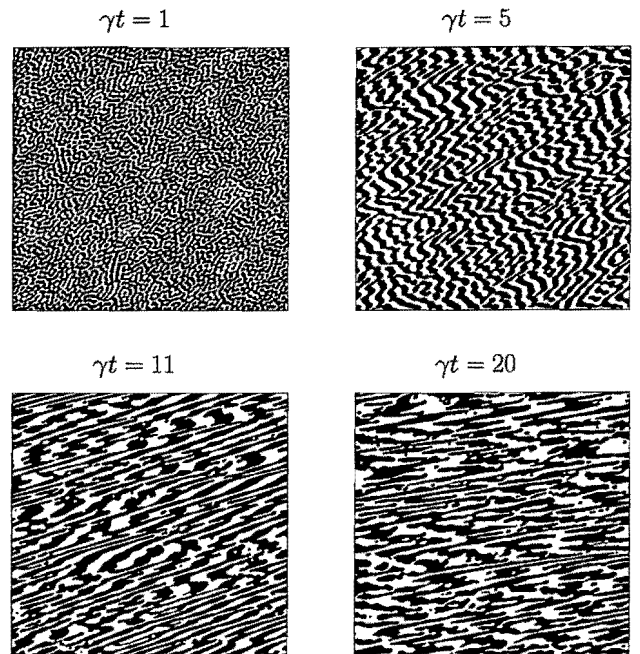 γt = 1
γt = 5
γt = 11
γt = 20